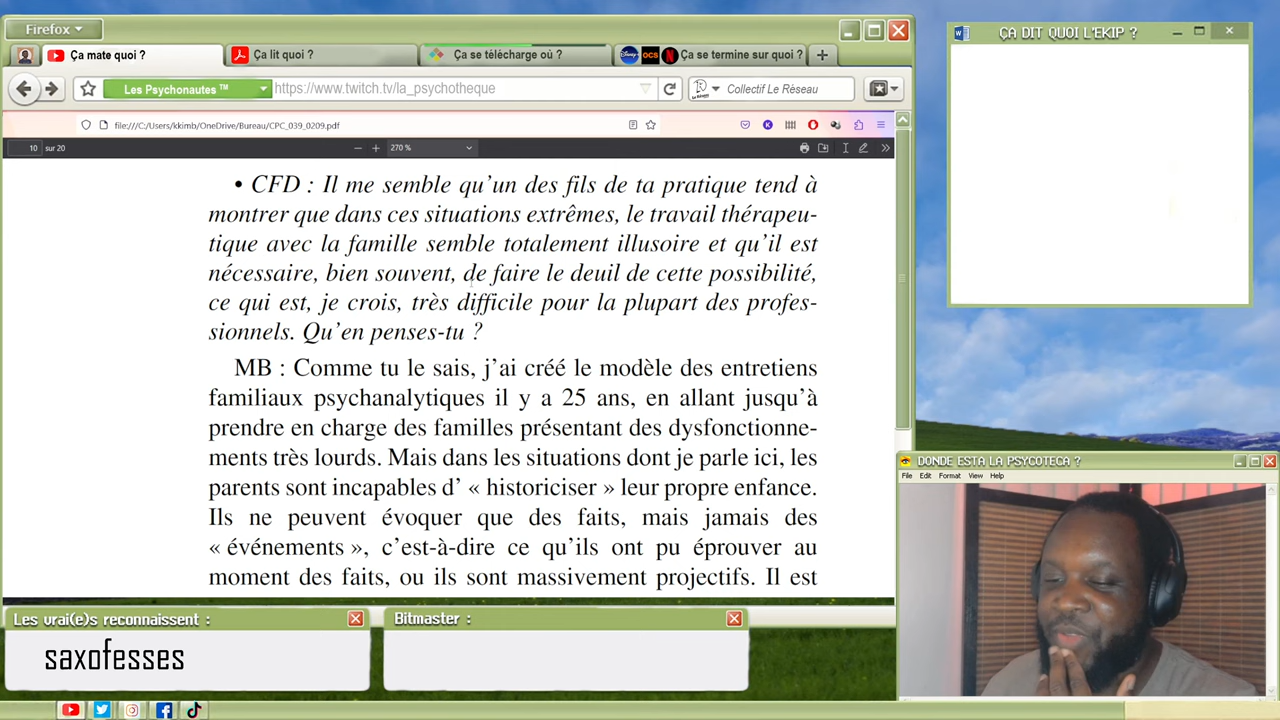 Firefox
Ça mate quoi ?
Ça lit quoi ?
Ça se télécharge où ?
Disney+
OCS
N
Ça se termine sur quoi ?
Les Psychonautes ™
https://www.twitch.tv/la_psychotheque
Collectif Le Réseau
file:///C:/Users/kkimb/OneDrive/Bureau/CPC_039_0209.pdf
10 sur 20
270 %
• CFD : Il me semble qu’un des fils de ta pratique tend à
montrer que dans ces situations extrêmes, le travail thérapeu-
tique avec la famille semble totalement illusoire et qu’il est
nécessaire, bien souvent, de faire le deuil de cette possibilité,
ce qui est, je crois, très difficile pour la plupart des profes-
sionnels. Qu’en penses-tu ?
MB : Comme tu le sais, j’ai créé le modèle des entretiens
familiaux psychanalytiques il y a 25 ans, en allant jusqu’à
prendre en charge des familles présentant des dysfonctionne-
ments très lourds. Mais dans les situations dont je parle ici, les
parents sont incapables d’ « historiciser » leur propre enfance.
Ils ne peuvent évoquer que des faits, mais jamais des
« événements », c’est-à-dire ce qu’ils ont pu éprouver au
moment des faits, ou ils sont massivement projectifs. Il est
ÇA DIT QUOI L'EKIP ?
DONDE ESTA LA PSYCOTECA ?
File Edit Format View Help
Les vrai(e)s reconnaissent :
saxofesses
Bitmaster :